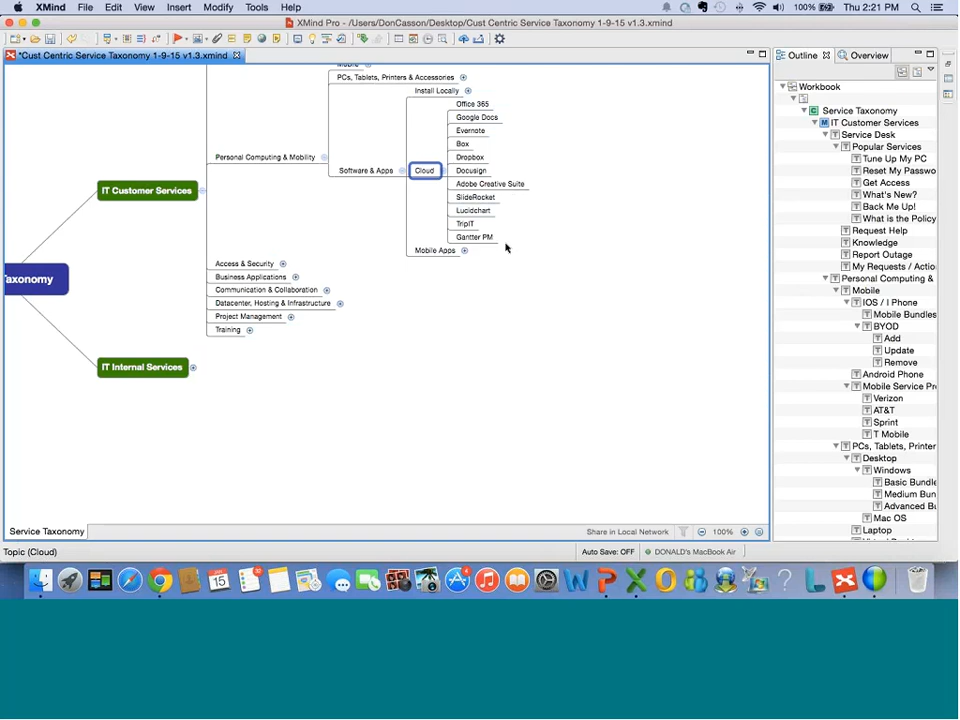 XMind File Edit View Insert Modify Tools Help 100% Thu 2:21 PM
XMind Pro - /Users/DonCasson/Desktop/Cust Centric Service Taxonomy 1-9-15 v1.3.xmind
*Cust Centric Service Taxonomy 1-9-15 v1.3.xmind
Mobile
PCs, Tablets, Printers & Accessories
Install Locally
Office 365
Google Docs
Evernote
Box
Personal Computing & Mobility
Dropbox
Software & Apps
Cloud
Docusign
Adobe Creative Suite
IT Customer Services
SlideRocket
Lucidchart
TripIT
Gantter PM
Mobile Apps
Access & Security
Taxonomy
Business Applications
Communication & Collaboration
Datacenter, Hosting & Infrastructure
Project Management
Training
IT Internal Services
Outline Overview
Workbook
Service Taxonomy
IT Customer Services
Service Desk
Popular Services
Tune Up My PC
Reset My Passwo
Get Access
What's New?
Back Me Up!
What is the Policy
Request Help
Knowledge
Report Outage
My Requests / Actio
Personal Computing &
Mobile
IOS / I Phone
Mobile Bundles
BYOD
Add
Update
Remove
Android Phone
Mobile Service Pr
Verizon
AT&T
Sprint
T Mobile
PCs, Tablets, Printer
Desktop
Windows
Basic Bundle
Medium Bun
Advanced Bu
Mac OS
Laptop
Service Taxonomy
Share in Local Network 100%
Topic (Cloud)
Auto Save: OFF DONALD's MacBook Air